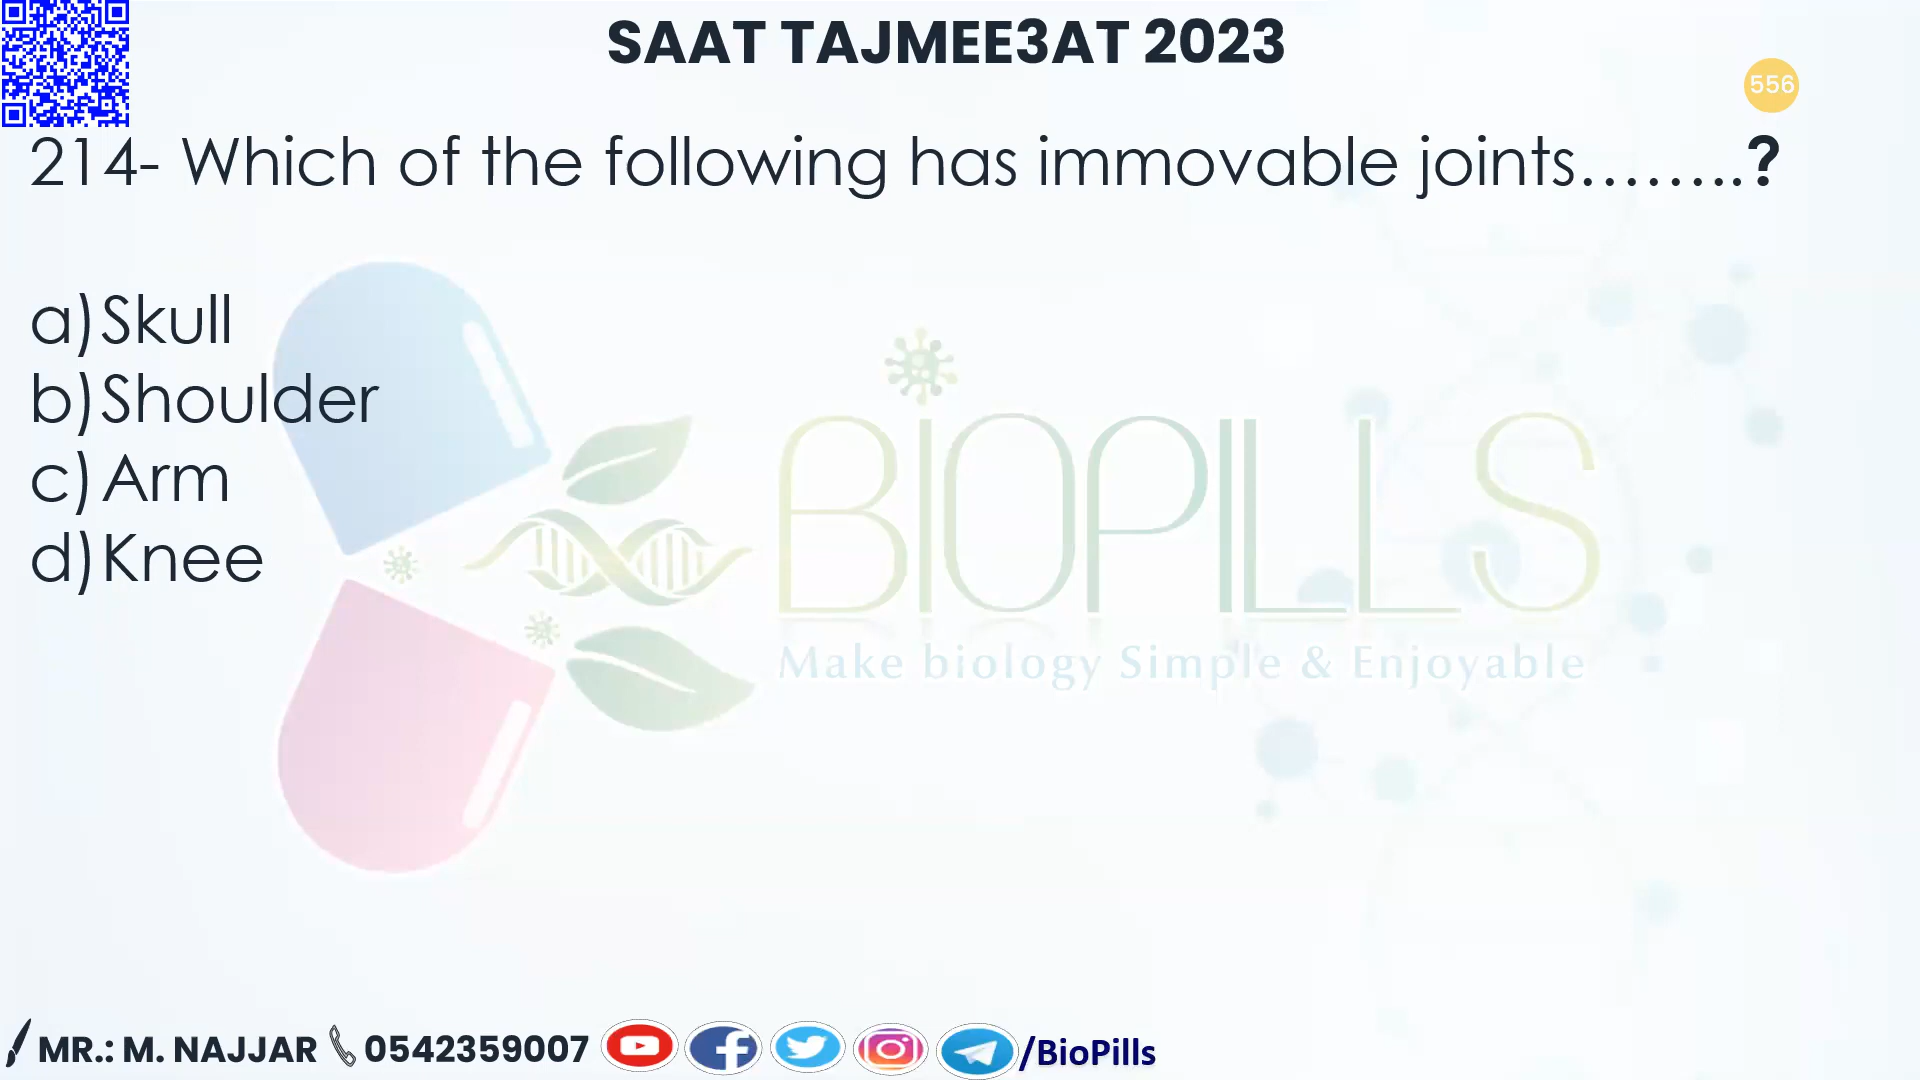 SAAT TAJMEE3AT 2023
556
214- Which of the following has immovable joints……..?
a) Skull
b) Shoulder
c) Arm
d) Knee
BIOPILLS
Make biology Simple & Enjoyable
MR.: M. NAJJAR 0542359007 /BioPills